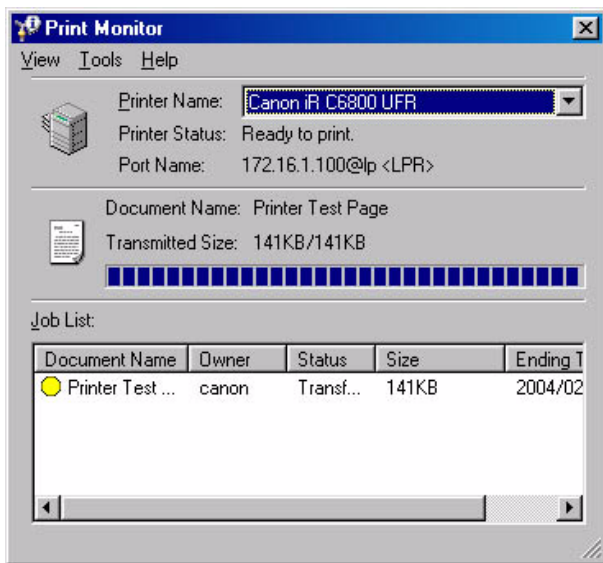 Print Monitor
View Tools Help
Printer Name: Canon iR C6800 UFR
Printer Status: Ready to print.
Port Name: 172.16.1.100@lp <LPR>
Document Name: Printer Test Page
Transmitted Size: 141KB/141KB
Job List:
Document Name Owner Status Size Ending T
Printer Test ... canon Transf... 141KB 2004/02